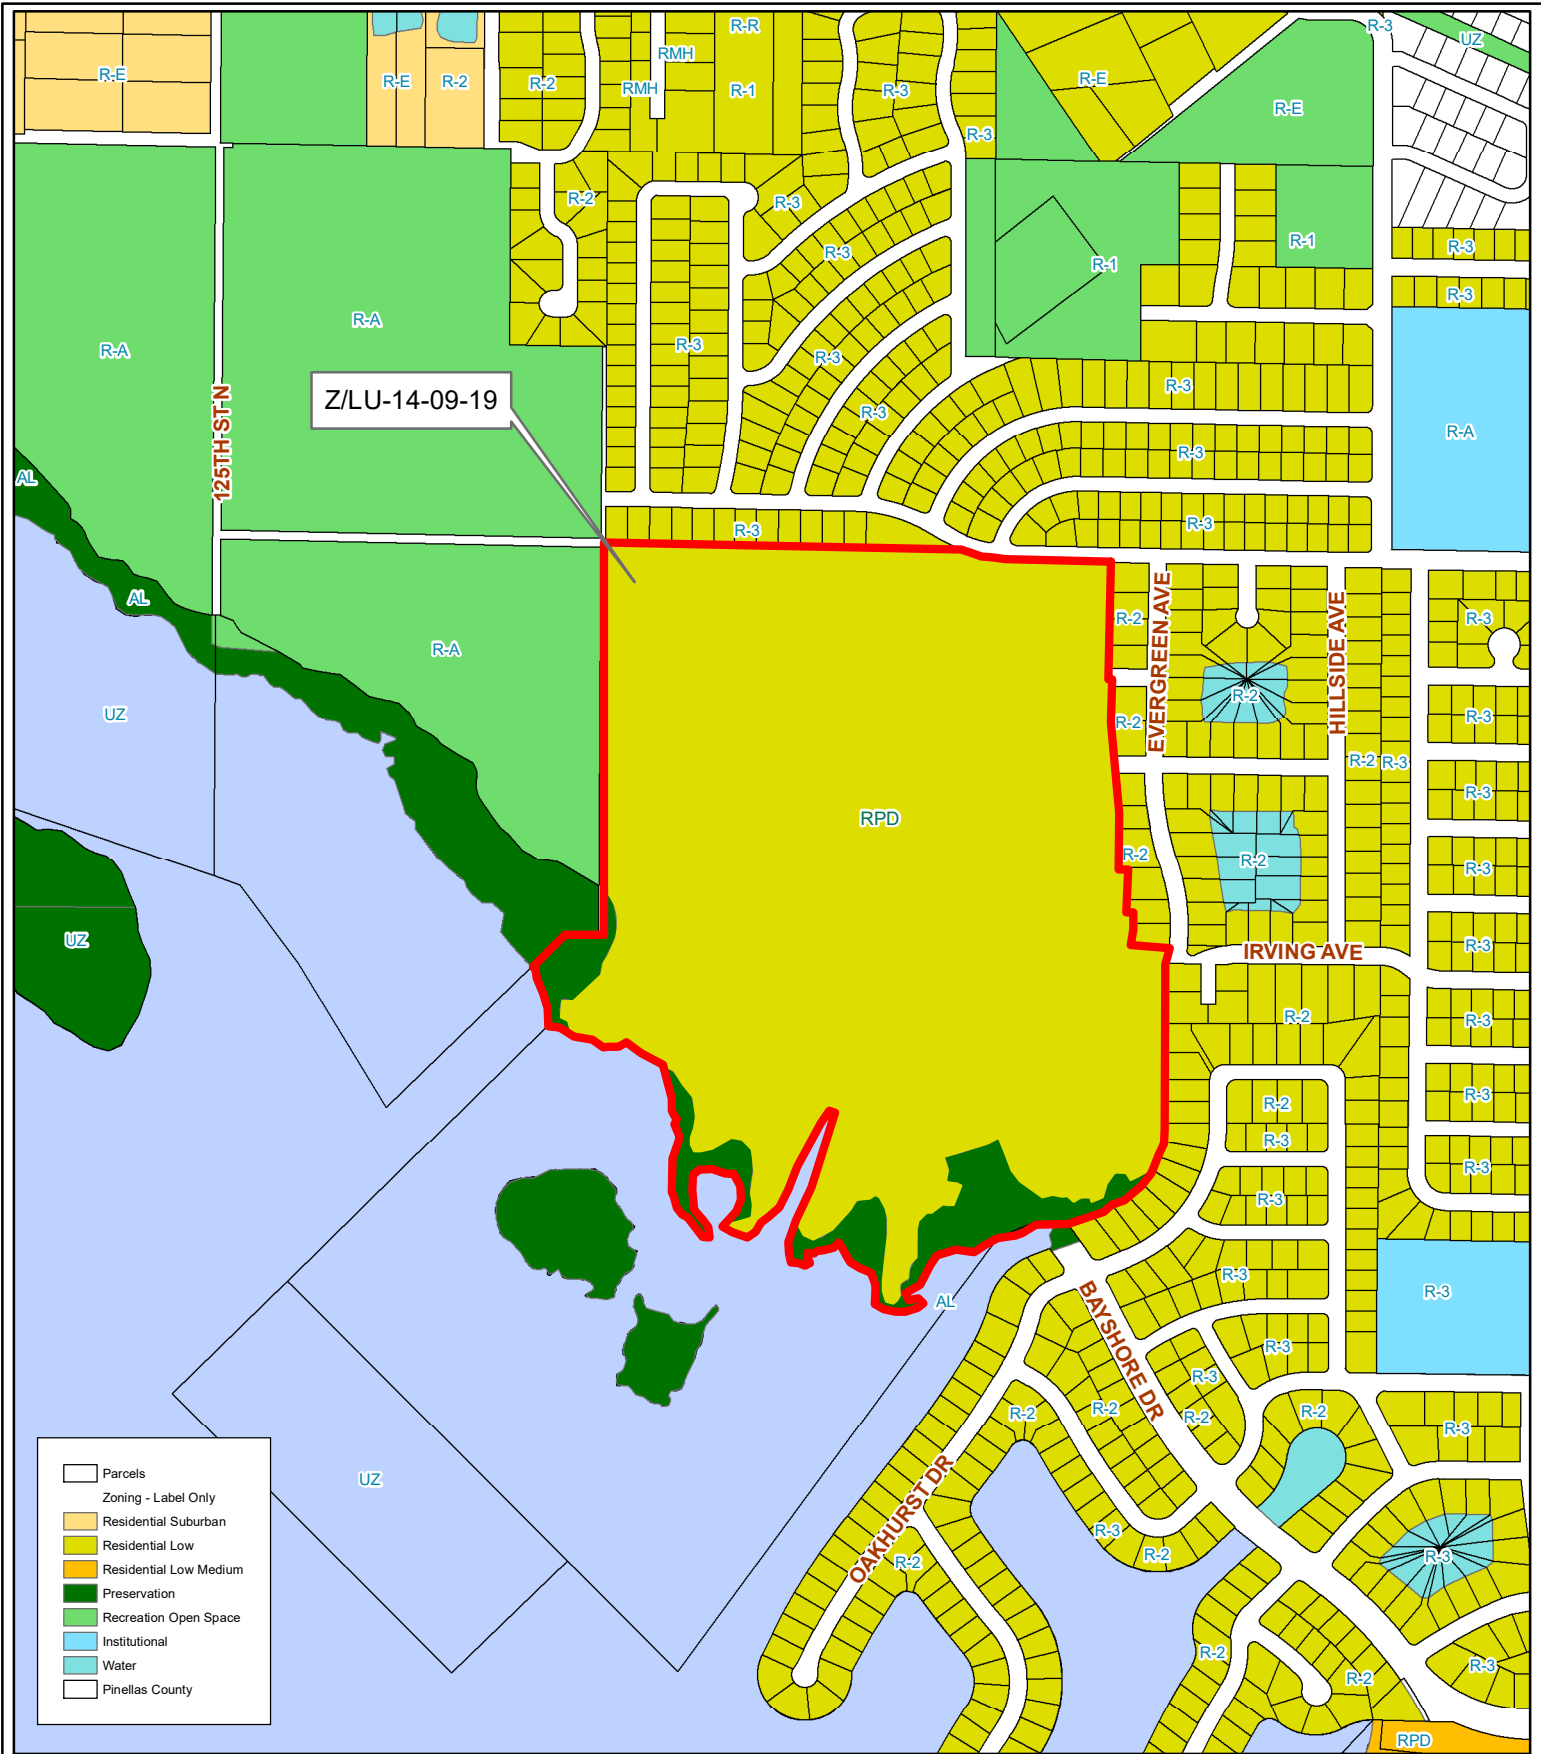 R-R
R-3
UZ
RMH
R-E
R-E
R-2
R-2
RMH
R-1
R-3
R-E
R-E
R-3
R-2
R-3
R-3
R-1
R-1
R-3
R-3
R-A
R-A
R-3
R-3
R-3
R-3
R-3
R-A
Z/LU-14-09-19
125TH ST N
R-3
AL
R-3
R-3
AL
R-A
R-2
EVERGREEN AVE
HILLSIDE AVE
R-3
UZ
R-2
R-2
R-3
R-2
R-3
R-3
RPD
R-2
R-2
R-3
UZ
IRVING AVE
R-3
R-2
R-3
R-2
R-3
R-3
R-3
R-3
R-3
R-3
AL
BAYSHORE DR
R-3
R-3
R-2
R-2
R-2
R-2
R-3
UZ
OAKHURST DR
R-3
R-2
R-2
R-3
R-2
R-2
R-3
RPD
Parcels
Zoning - Label Only
Residential Suburban
Residential Low
Residential Low Medium
Preservation
Recreation Open Space
Institutional
Water
Pinellas County